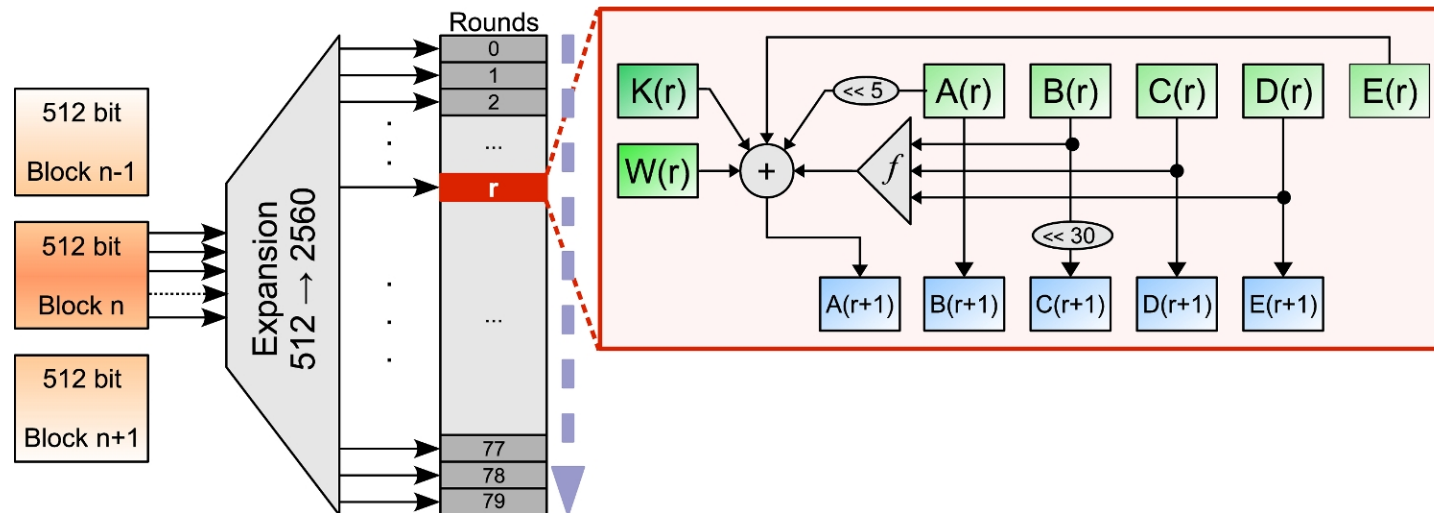 512 bit
Block n-1
512 bit
Block n
512 bit
Block n+1
Expansion
512 → 2560
Rounds
0
1
2
...
r
...
77
78
79
K(r)
W(r)
<< 5
A(r)
B(r)
C(r)
D(r)
E(r)
+
f
<< 30
A(r+1)
B(r+1)
C(r+1)
D(r+1)
E(r+1)